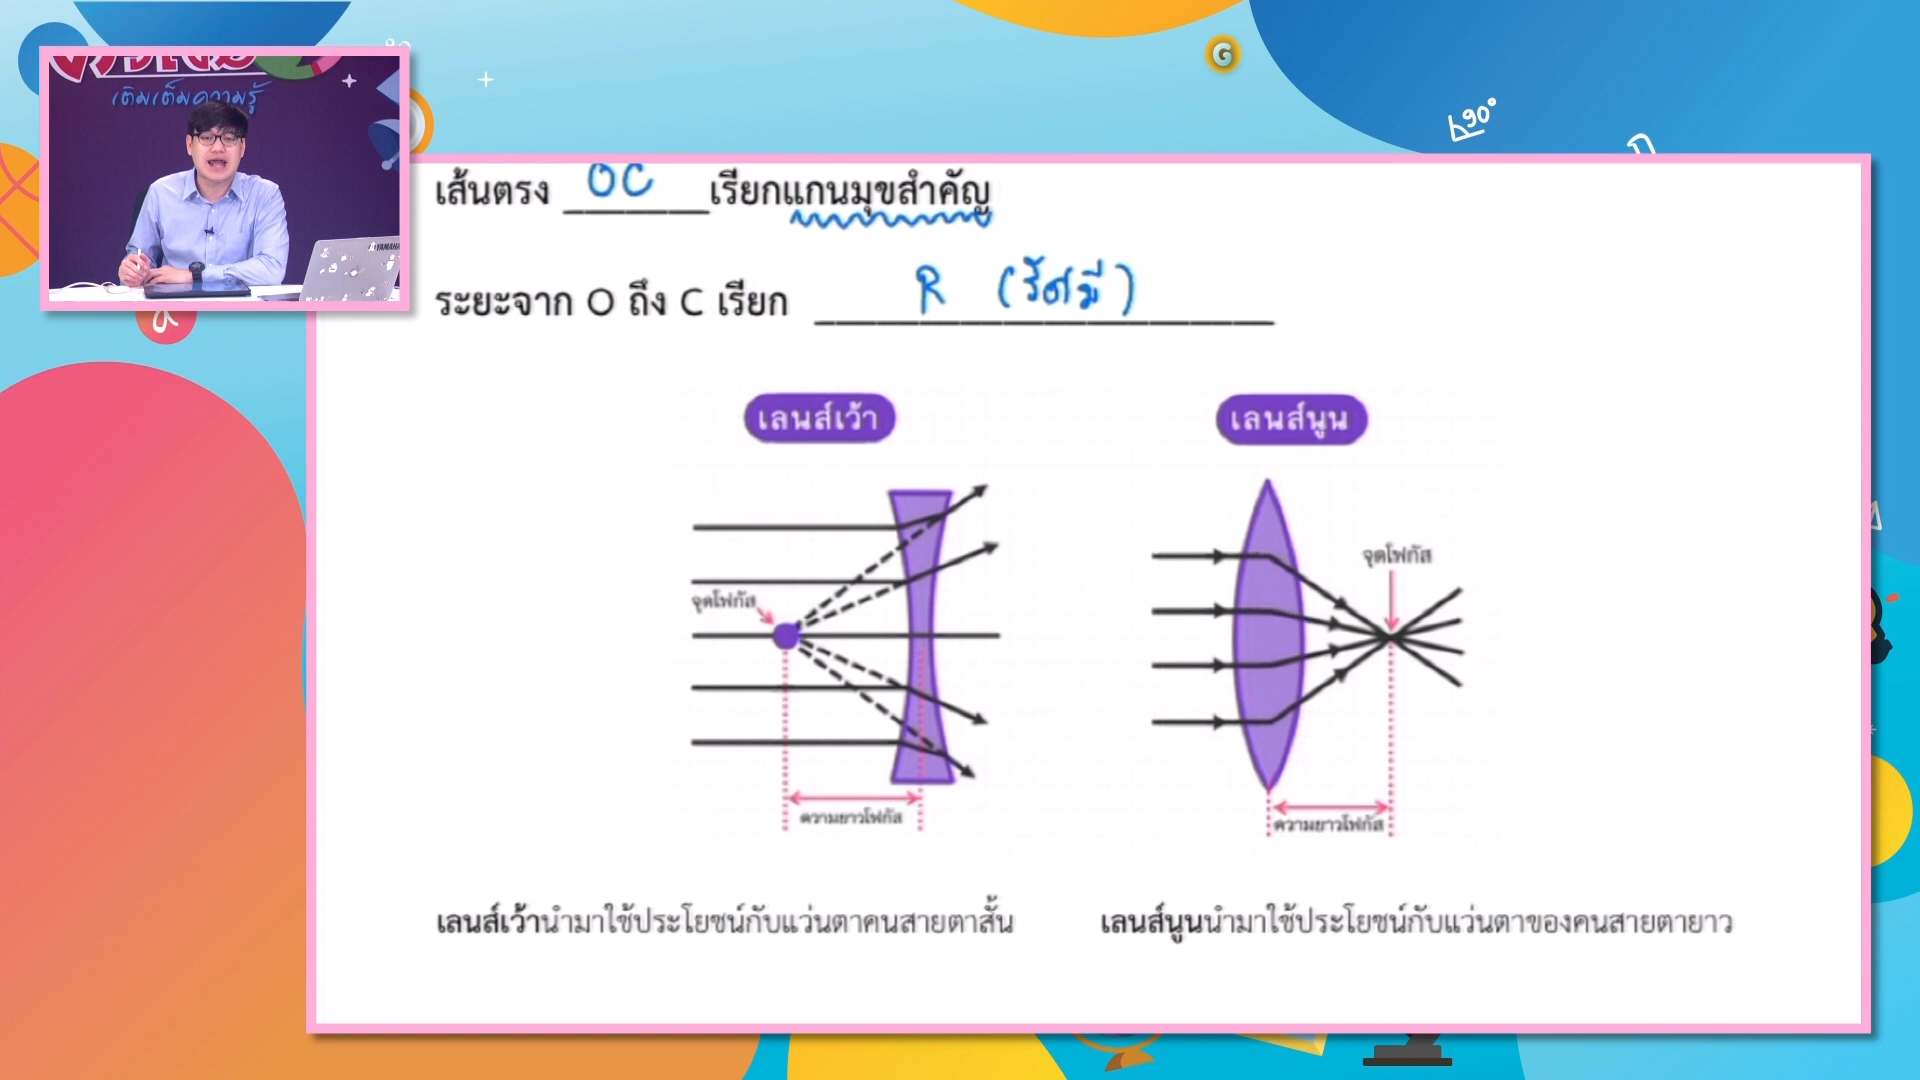 เติมเต็มความรู้
YAMAHA
90°
ก
a
เส้นตรง OC เรียกแกนมุขสำคัญ
ระยะจาก O ถึง C เรียก R (รัศมี)
เลนส์เว้า
เลนส์นูน
จุดโฟกัส
จุดโฟกัส
ความยาวโฟกัส
ความยาวโฟกัส
เลนส์เว้านำมาใช้ประโยชน์กับแว่นตาคนสายตาสั้น
เลนส์นูนนำมาใช้ประโยชน์กับแว่นตาของคนสายตายาว